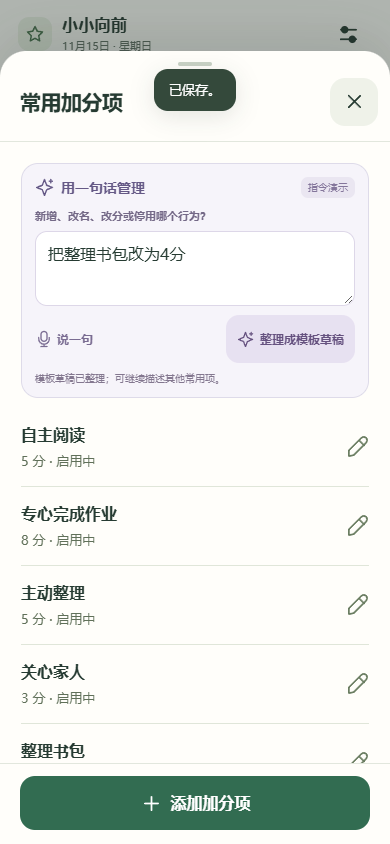 小小向前
11月15日 · 星期日
已保存。
常用加分项
用一句话管理
指令演示
新增、改名、改分或停用哪个行为?
把整理书包改为4分
说一句
整理成模板草稿
模板草稿已整理；可继续描述其他常用项。
自主阅读
5 分 · 启用中
专心完成作业
8 分 · 启用中
主动整理
5 分 · 启用中
关心家人
3 分 · 启用中
整理书包
添加加分项